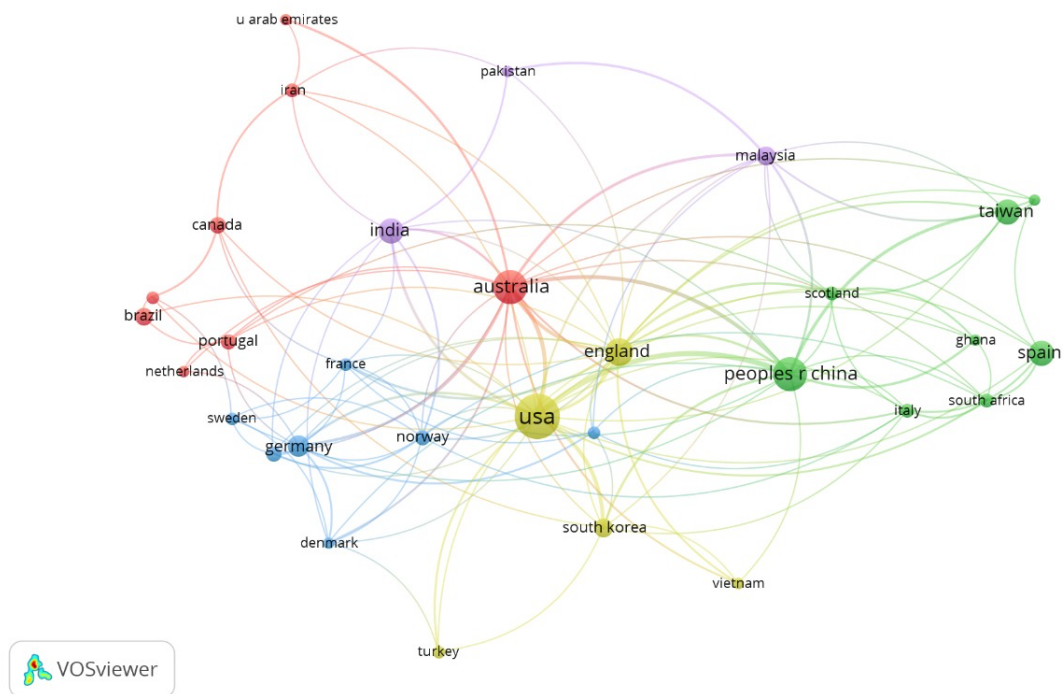 u arab emirates
pakistan
iran
malaysia
taiwan
canada
india
australia
scotland
brazil
portugal
england
ghana
spain
netherlands
france
peoples r china
south africa
italy
sweden
usa
norway
germany
south korea
denmark
vietnam
turkey
VOSviewer